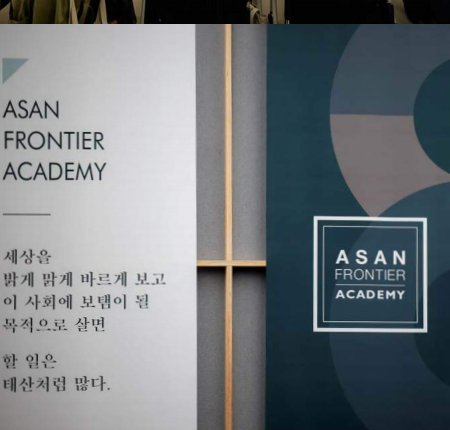 ASAN
FRONTIER
ACADEMY
세상을
밝게 맑게 바르게 보고
이 사회에 보탬이 될
목적으로 살면
할 일은
태산처럼 많다.
ASAN
FRONTIER
ACADEMY